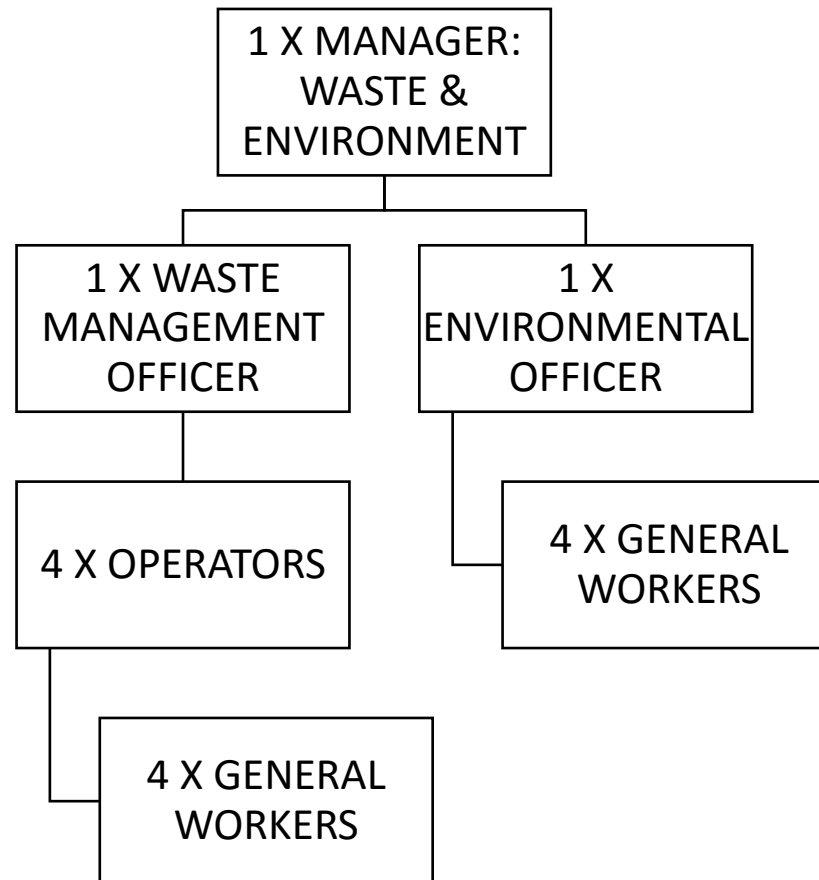 1 X MANAGER:
WASTE &
ENVIRONMENT
1 X WASTE
MANAGEMENT
OFFICER
1 X
ENVIRONMENTAL
OFFICER
4 X OPERATORS
4 X GENERAL
WORKERS
4 X GENERAL
WORKERS